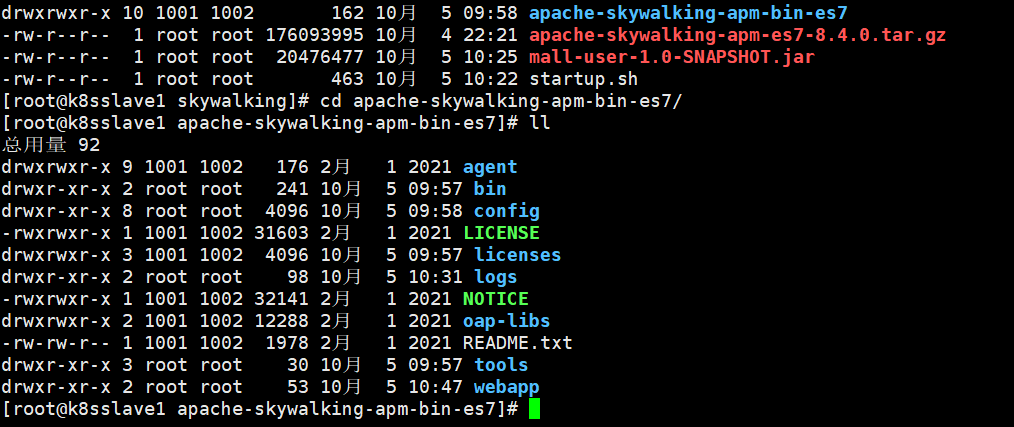 drwxrwxr-x 10 1001 1002       162 10月  5 09:58 apache-skywalking-apm-bin-es7
-rw-r--r--  1 root root 176093995 10月  4 22:21 apache-skywalking-apm-es7-8.4.0.tar.gz
-rw-r--r--  1 root root  20476477 10月  5 10:25 mall-user-1.0-SNAPSHOT.jar
-rw-r--r--  1 root root       463 10月  5 10:22 startup.sh
[root@k8sslave1 skywalking]# cd apache-skywalking-apm-bin-es7/
[root@k8sslave1 apache-skywalking-apm-bin-es7]# ll
总用量 92
drwxrwxr-x 9 1001 1002   176 2月   1 2021 agent
drwxr-xr-x 2 root root   241 10月  5 09:57 bin
drwxr-xr-x 8 root root  4096 10月  5 09:58 config
-rwxrwxr-x 1 1001 1002 31603 2月   1 2021 LICENSE
drwxrwxr-x 3 1001 1002  4096 10月  5 09:57 licenses
drwxr-xr-x 2 root root    98 10月  5 10:31 logs
-rwxrwxr-x 1 1001 1002 32141 2月   1 2021 NOTICE
drwxrwxr-x 2 1001 1002 12288 2月   1 2021 oap-libs
-rw-rw-r-- 1 1001 1002  1978 2月   1 2021 README.txt
drwxr-xr-x 3 root root    30 10月  5 09:57 tools
drwxr-xr-x 2 root root    53 10月  5 10:47 webapp
[root@k8sslave1 apache-skywalking-apm-bin-es7]#